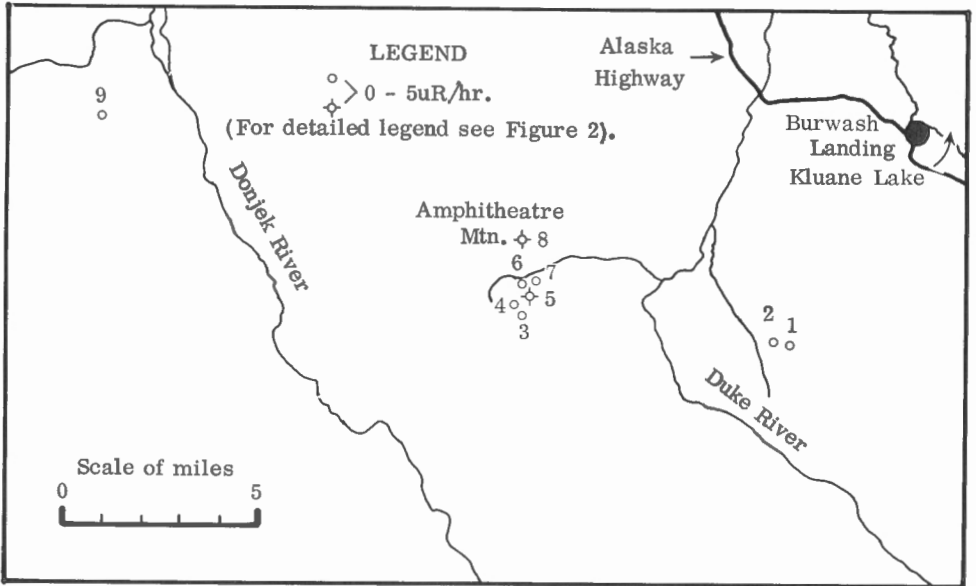 LEGEND
> 0 - 5uR/hr.
(For detailed legend see Figure 2).
Alaska
Highway
Burwash
Landing
Kluane Lake
9
Donjek River
Amphitheatre
Mtn. 8
6 7
4 5
3
2 1
Duke River
Scale of miles
0 5